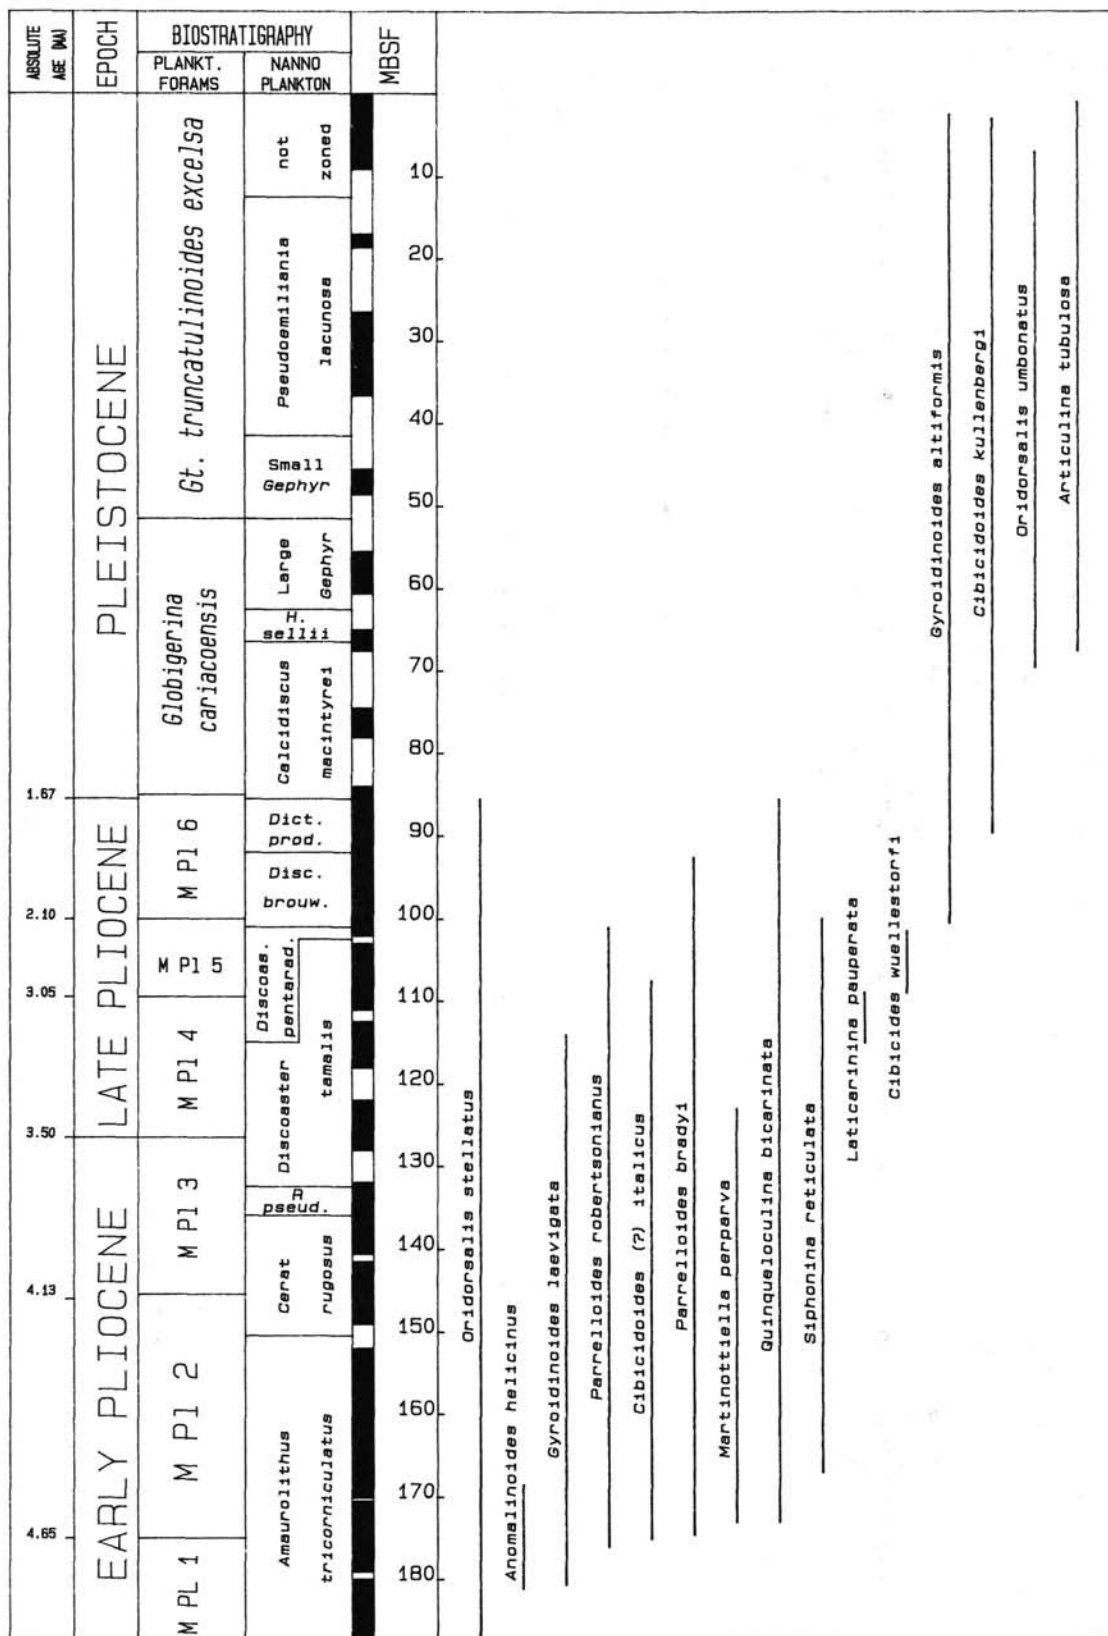 ABSOLUTE
AGE (MA)
EPOCH
BIOSTRATIGRAPHY
PLANKT.
FORAMS
NANNO
PLANKTON
MBSF
1.67
2.10
3.05
3.50
4.13
4.65
PLEISTOCENE
LATE PLIOCENE
EARLY PLIOCENE
Gt. truncatulinoides excelsa
Globigerina
cariacoensis
M Pl 6
M Pl 5
M Pl 4
M Pl 3
M Pl 2
M PL 1
not
zoned
Pseudoemiliania
lacunosa
Small
Gephyr
Large
Gephyr
H.
sellii
Calcidiscus
macintyrei
Dict.
prod.
Disc.
brouw.
Discoas.
pentarad.
Discoaster
tamalis
R
pseud.
Cerat
rugosus
Amaurolithus
tricorniculatus
10
20
30
40
50
60
70
80
90
100
110
120
130
140
150
160
170
180
Oridorsalis stellatus
Anomalinoides helicinus
Gyroidinoides laevigata
Parrelloides robertsonianus
Cibicidoides (?) italicus
Parrelloides bradyi
Martinottiella perparva
Quinqueloculina bicarinata
Siphonina reticulata
Laticarinina pauperata
Cibicides wuellestorfi
Gyroidinoides altiformis
Cibicidoides kullenbergi
Oridorsalis umbonatus
Articulina tubulosa